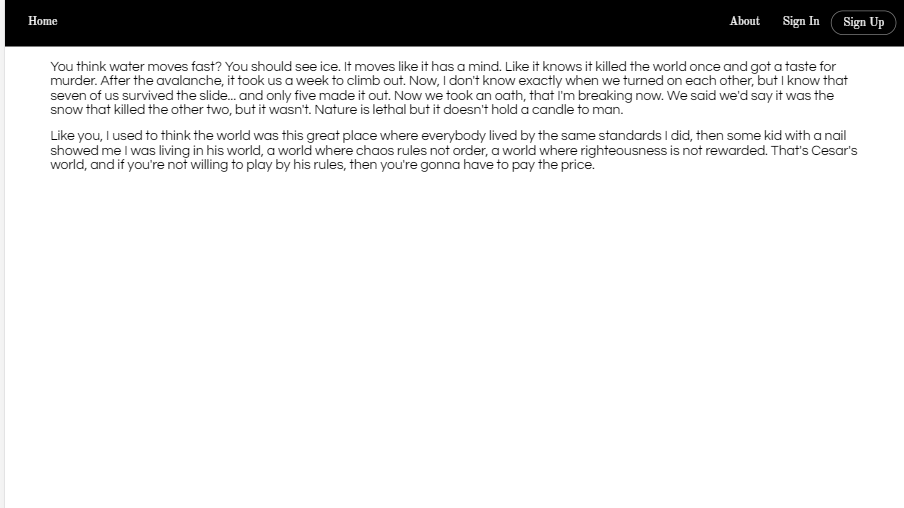 Home
About
Sign In
Sign Up
You think water moves fast? You should see ice. It moves like it has a mind. Like it knows it killed the world once and got a taste for
murder. After the avalanche, it took us a week to climb out. Now, I don't know exactly when we turned on each other, but I know that
seven of us survived the slide... and only five made it out. Now we took an oath, that I'm breaking now. We said we'd say it was the
snow that killed the other two, but it wasn't. Nature is lethal but it doesn't hold a candle to man.
Like you, I used to think the world was this great place where everybody lived by the same standards I did, then some kid with a nail
showed me I was living in his world, a world where chaos rules not order, a world where righteousness is not rewarded. That's Cesar's
world, and if you're not willing to play by his rules, then you're gonna have to pay the price.